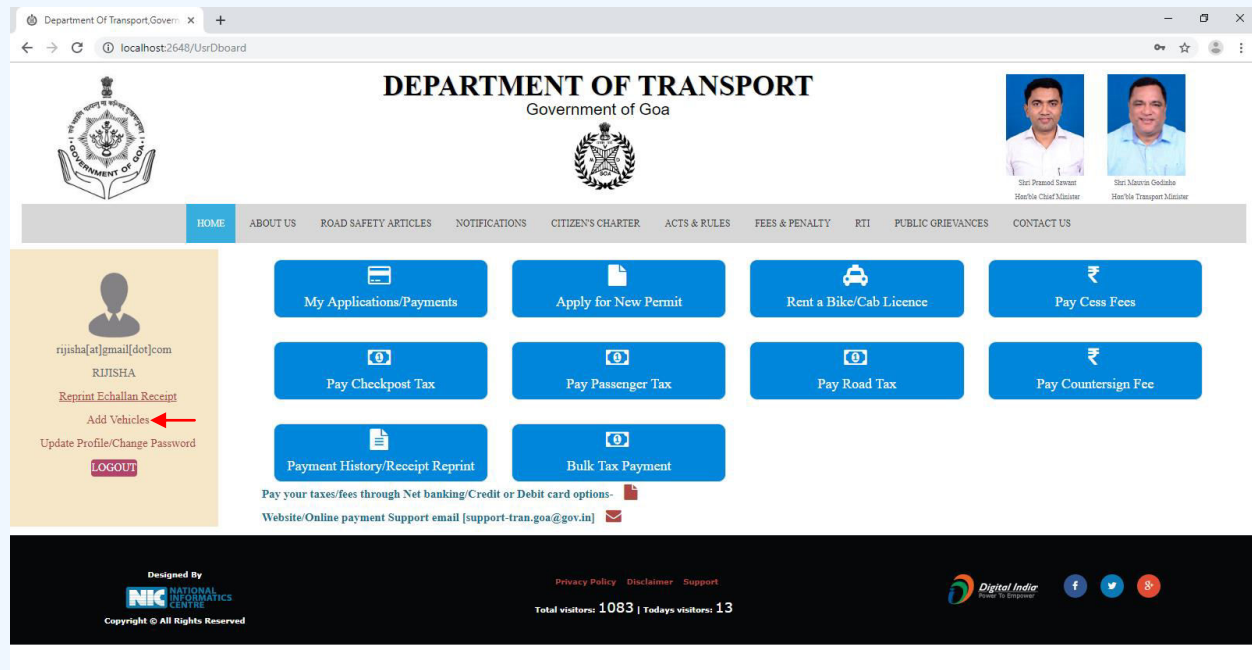 Department Of Transport,Govern
localhost:2648/UsrDboard
GOVERNMENT OF GOA
DEPARTMENT OF TRANSPORT
Government of Goa
GOA
Shri Pramod Sawant
Hon'ble Chief Minister
Shri Mauvin Godinho
Hon'ble Transport Minister
HOME ABOUT US ROAD SAFETY ARTICLES NOTIFICATIONS CITIZEN'S CHARTER ACTS & RULES FEES & PENALTY RTI PUBLIC GRIEVANCES CONTACT US
rijisha[at]gmail[dot]com
RIJISHA
Reprint Echallan Receipt
Add Vehicles
Update Profile/Change Password
LOGOUT
My Applications/Payments
Apply for New Permit
Rent a Bike/Cab Licence
₹
Pay Cess Fees
Pay Checkpost Tax
Pay Passenger Tax
Pay Road Tax
₹
Pay Countersign Fee
Payment History/Receipt Reprint
Bulk Tax Payment
Pay your taxes/fees through Net banking/Credit or Debit card options-
Website/Online payment Support email [support-tran.goa@gov.in]
Designed By
NIC NATIONAL
INFORMATICS
CENTRE
Copyright © All Rights Reserved
Privacy Policy Disclaimer Support
Total visitors: 1083 | Todays visitors: 13
Digital India
Power To Empower